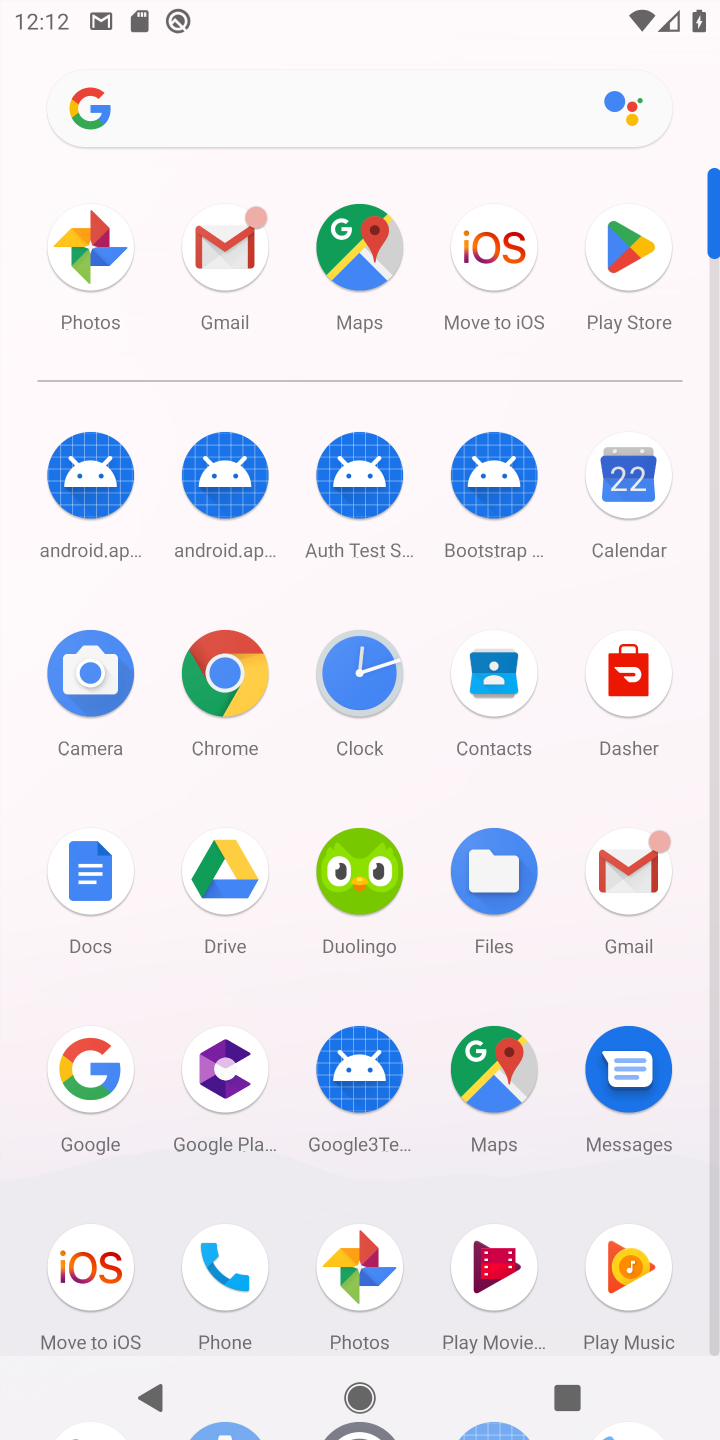 12:12
Photos Gmail Maps iOS Move to iOS Play Store
android.ap... android.ap... Auth Test S... Bootstrap ... 22 Calendar
Camera Chrome Clock Contacts Dasher
Docs Drive Duolingo Files Gmail
Google Google Pla... Google3Te... Maps Messages
iOS Move to iOS Phone Photos Play Movie... Play Music